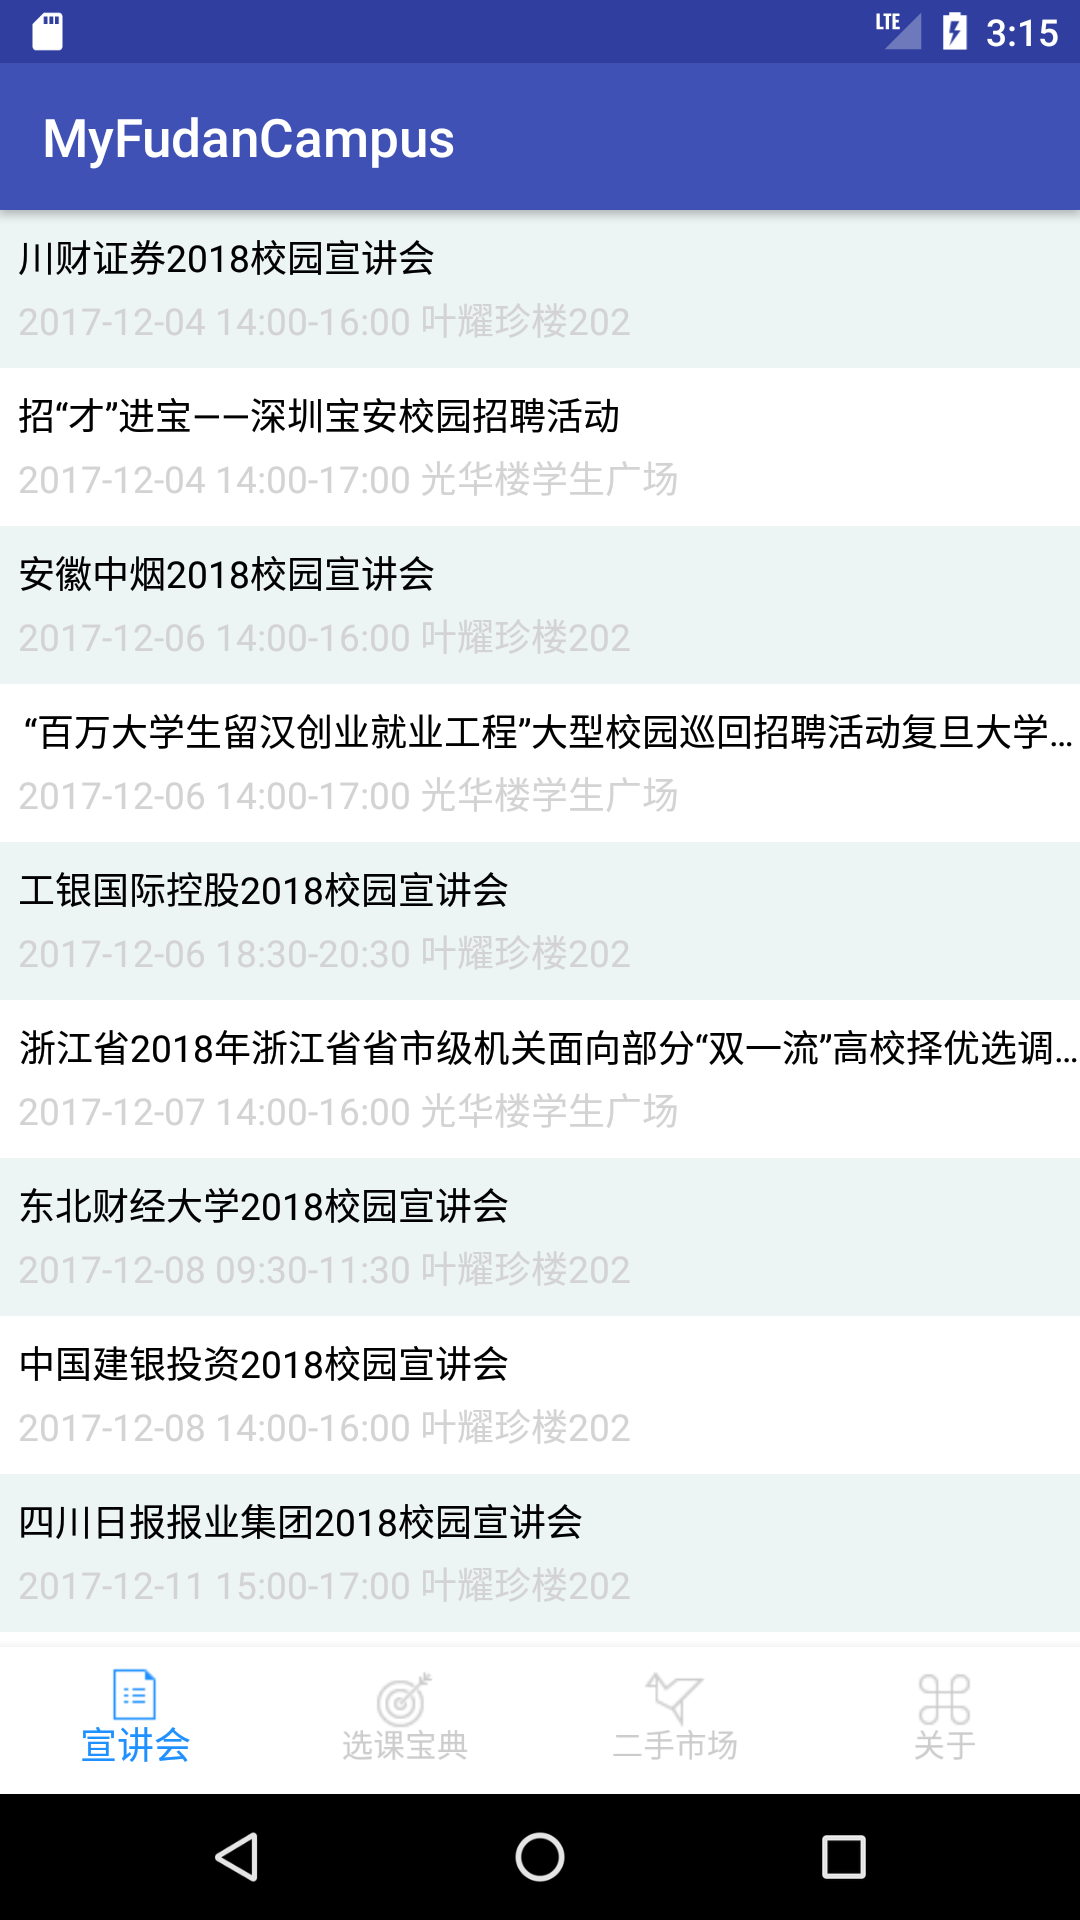 LTE 3:15
MyFudanCampus
川财证券2018校园宣讲会
2017-12-04 14:00-16:00 叶耀珍楼202
招“才”进宝——深圳宝安校园招聘活动
2017-12-04 14:00-17:00 光华楼学生广场
安徽中烟2018校园宣讲会
2017-12-06 14:00-16:00 叶耀珍楼202
“百万大学生留汉创业就业工程”大型校园巡回招聘活动复旦大学...
2017-12-06 14:00-17:00 光华楼学生广场
工银国际控股2018校园宣讲会
2017-12-06 18:30-20:30 叶耀珍楼202
浙江省2018年浙江省省市级机关面向部分“双一流”高校择优选调...
2017-12-07 14:00-16:00 光华楼学生广场
东北财经大学2018校园宣讲会
2017-12-08 09:30-11:30 叶耀珍楼202
中国建银投资2018校园宣讲会
2017-12-08 14:00-16:00 叶耀珍楼202
四川日报报业集团2018校园宣讲会
2017-12-11 15:00-17:00 叶耀珍楼202
宣讲会 选课宝典 二手市场 关于